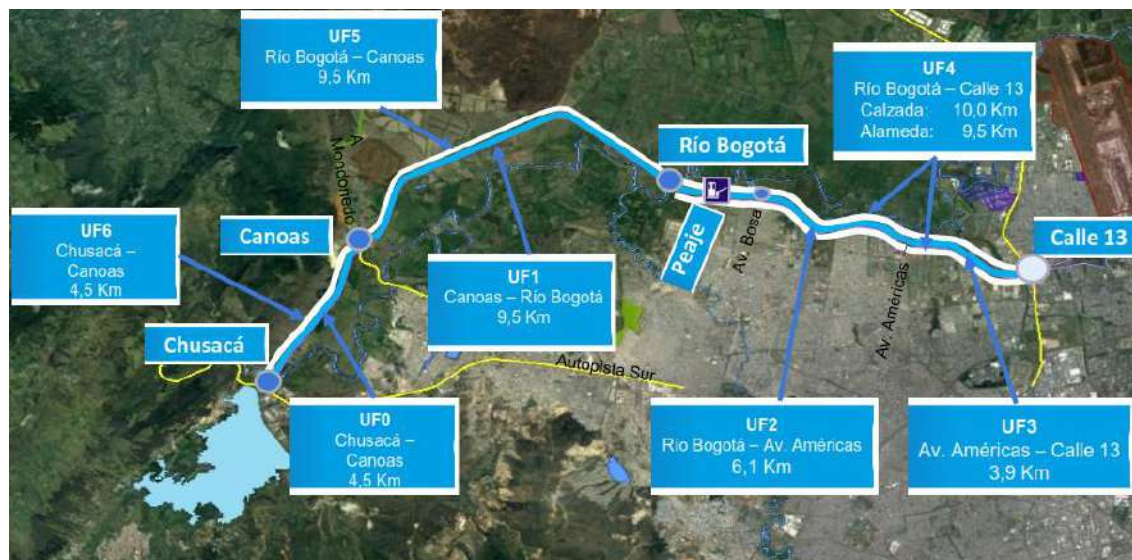 UF5
Río Bogotá – Canoas
9,5 Km
UF4
Río Bogotá – Calle 13
Calzada: 10,0 Km
Alameda: 9,5 Km
A
Mondoñedo
Río Bogotá
Canoas
Peaje
Av. Bosa
Calle 13
UF6
Chusacá –
Canoas
4,5 Km
UF1
Canoas – Río Bogotá
9,5 Km
Av. Américas
Chusacá
Autopista Sur
UF0
Chusacá –
Canoas
4,5 Km
UF2
Río Bogotá – Av. Américas
6,1 Km
UF3
Av. Américas – Calle 13
3,9 Km